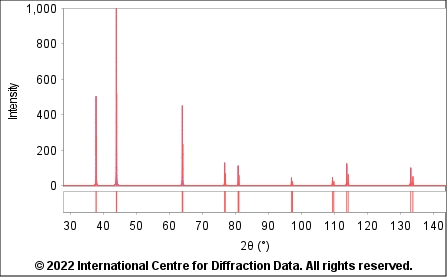 1,000
800
600
400
200
0
Intensity
30 40 50 60 70 80 90 100 110 120 130 140
2θ (°)
© 2022 International Centre for Diffraction Data. All rights reserved.